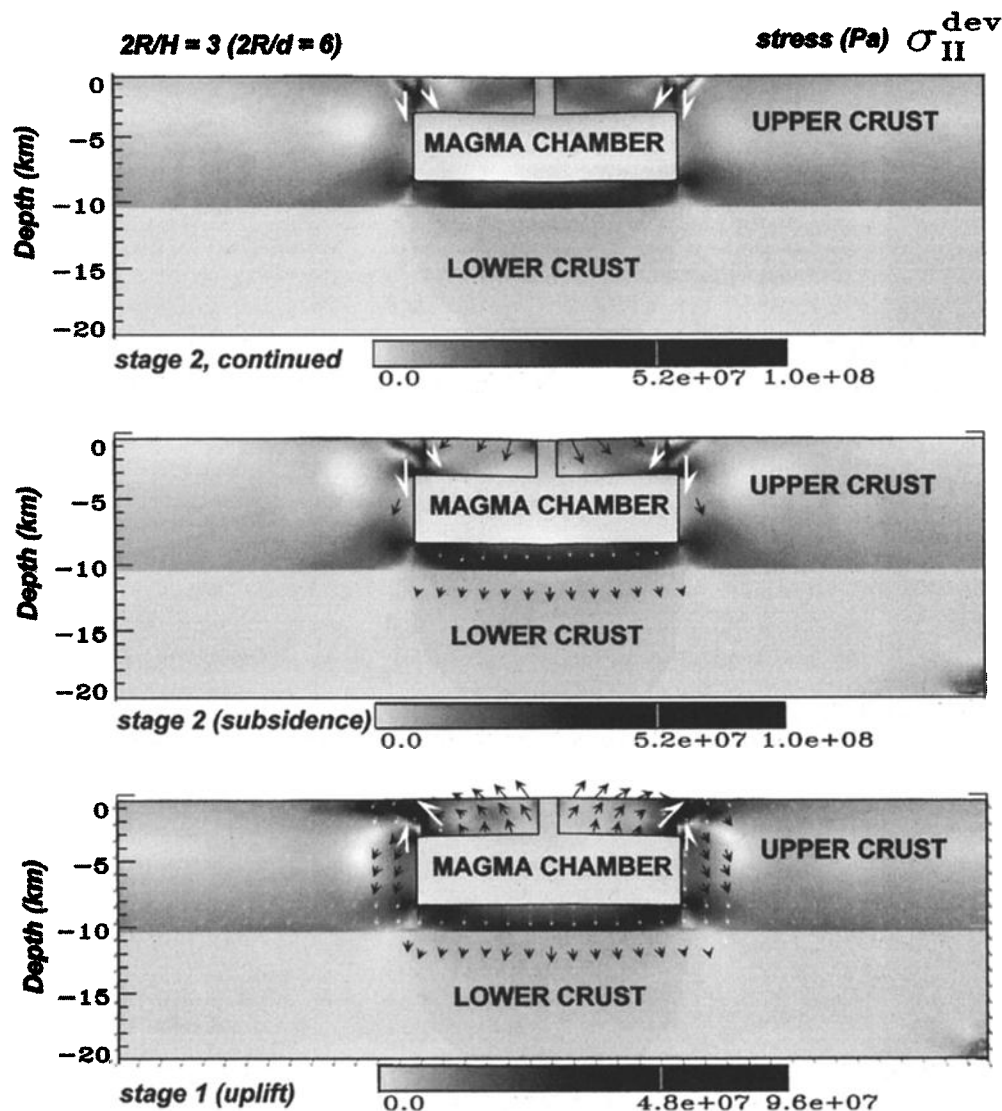 2R/H = 3 (2R/d = 6)
stress (Pa) σ_II^dev
0
-5
-10
-15
-20
Depth (km)
UPPER CRUST
MAGMA CHAMBER
LOWER CRUST
stage 2, continued
0.0 5.2e+07 1.0e+08
0
-5
-10
-15
-20
Depth (km)
UPPER CRUST
MAGMA CHAMBER
LOWER CRUST
stage 2 (subsidence)
0.0 5.2e+07 1.0e+08
0
-5
-10
-15
-20
Depth (km)
UPPER CRUST
MAGMA CHAMBER
LOWER CRUST
stage 1 (uplift)
0.0 4.8e+07 9.6e+07